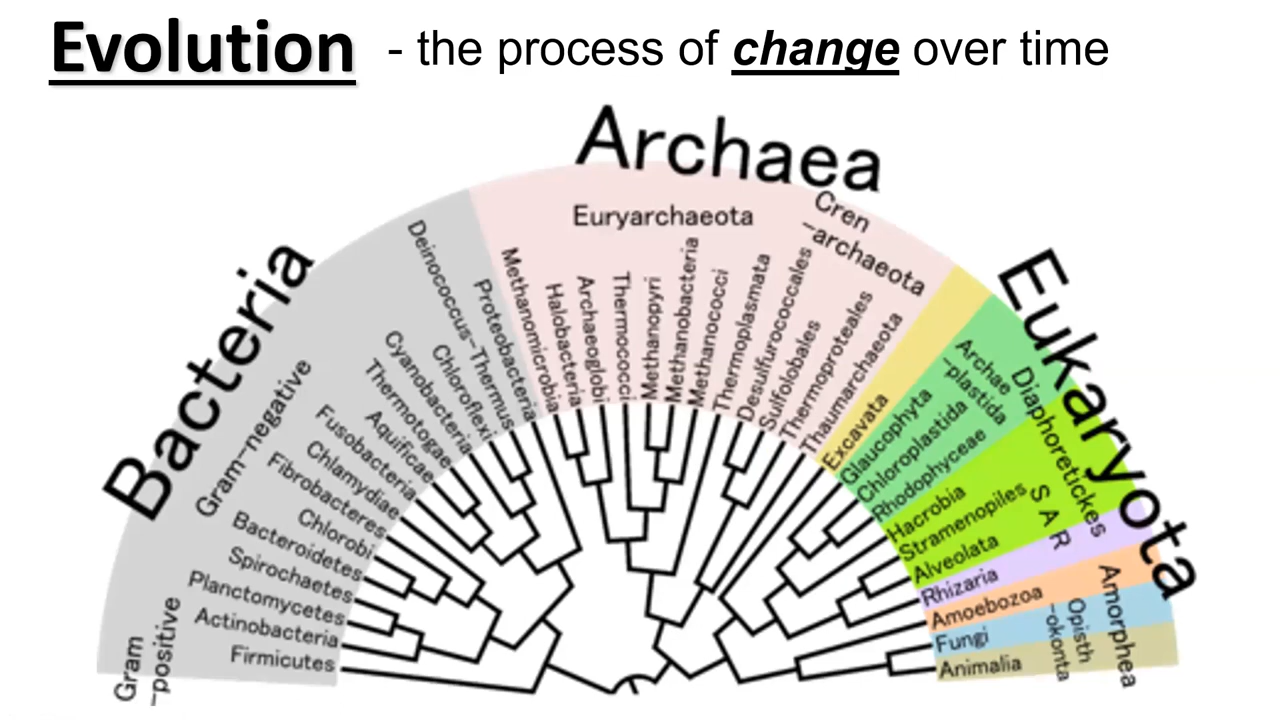 Evolution - the process of change over time
Archaea
Bacteria
Eukaryota
Euryarchaeota
Cren
-archaeota
Gram-negative
Gram
-positive
Firmicutes
Actinobacteria
Planctomycetes
Spirochaetes
Bacteroidetes
Chlorobi
Fibrobacteres
Chlamydiae
Fusobacteria
Aquificae
Thermotogae
Cyanobacteria
Chloroflexi
Deinococcus-Thermus
Proteobacteria
Methanomicrobia
Halobacteria
Archaeoglobi
Thermococci
Methanopyri
Methanobacteria
Methanococci
Thermoplasmata
Desulfurococcales
Sulfolobales
Thermoproteales
Thaumarchaeota
Excavata
Archae
-plastida
Glaucophyta
Chloroplastida
Rhodophyceae
Diaphoretickes
Hacrobia
Stramenopiles
Alveolata
Rhizaria
S A R
Amoebozoa
Fungi
Animalia
Opisth
-okonta
Amorphea